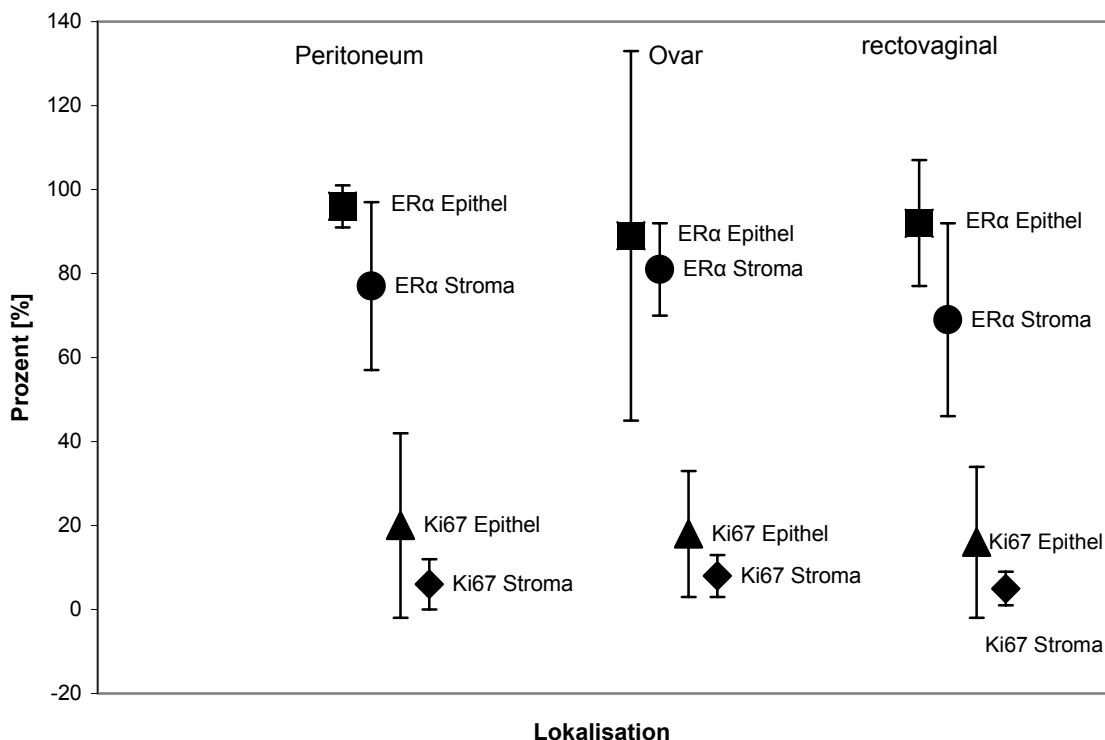 140
120
100
80
60
40
20
0
-20
Prozent [%]
Peritoneum
Ovar
rectovaginal
ERα Epithel
ERα Stroma
Ki67 Epithel
Ki67 Stroma
ERα Epithel
ERα Stroma
Ki67 Epithel
Ki67 Stroma
ERα Epithel
ERα Stroma
Ki67 Epithel
Ki67 Stroma
Lokalisation